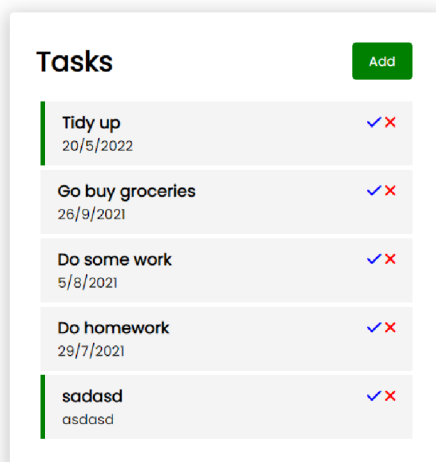 Tasks
Add
Tidy up
20/5/2022
Go buy groceries
26/9/2021
Do some work
5/8/2021
Do homework
29/7/2021
sadasd
asdasd